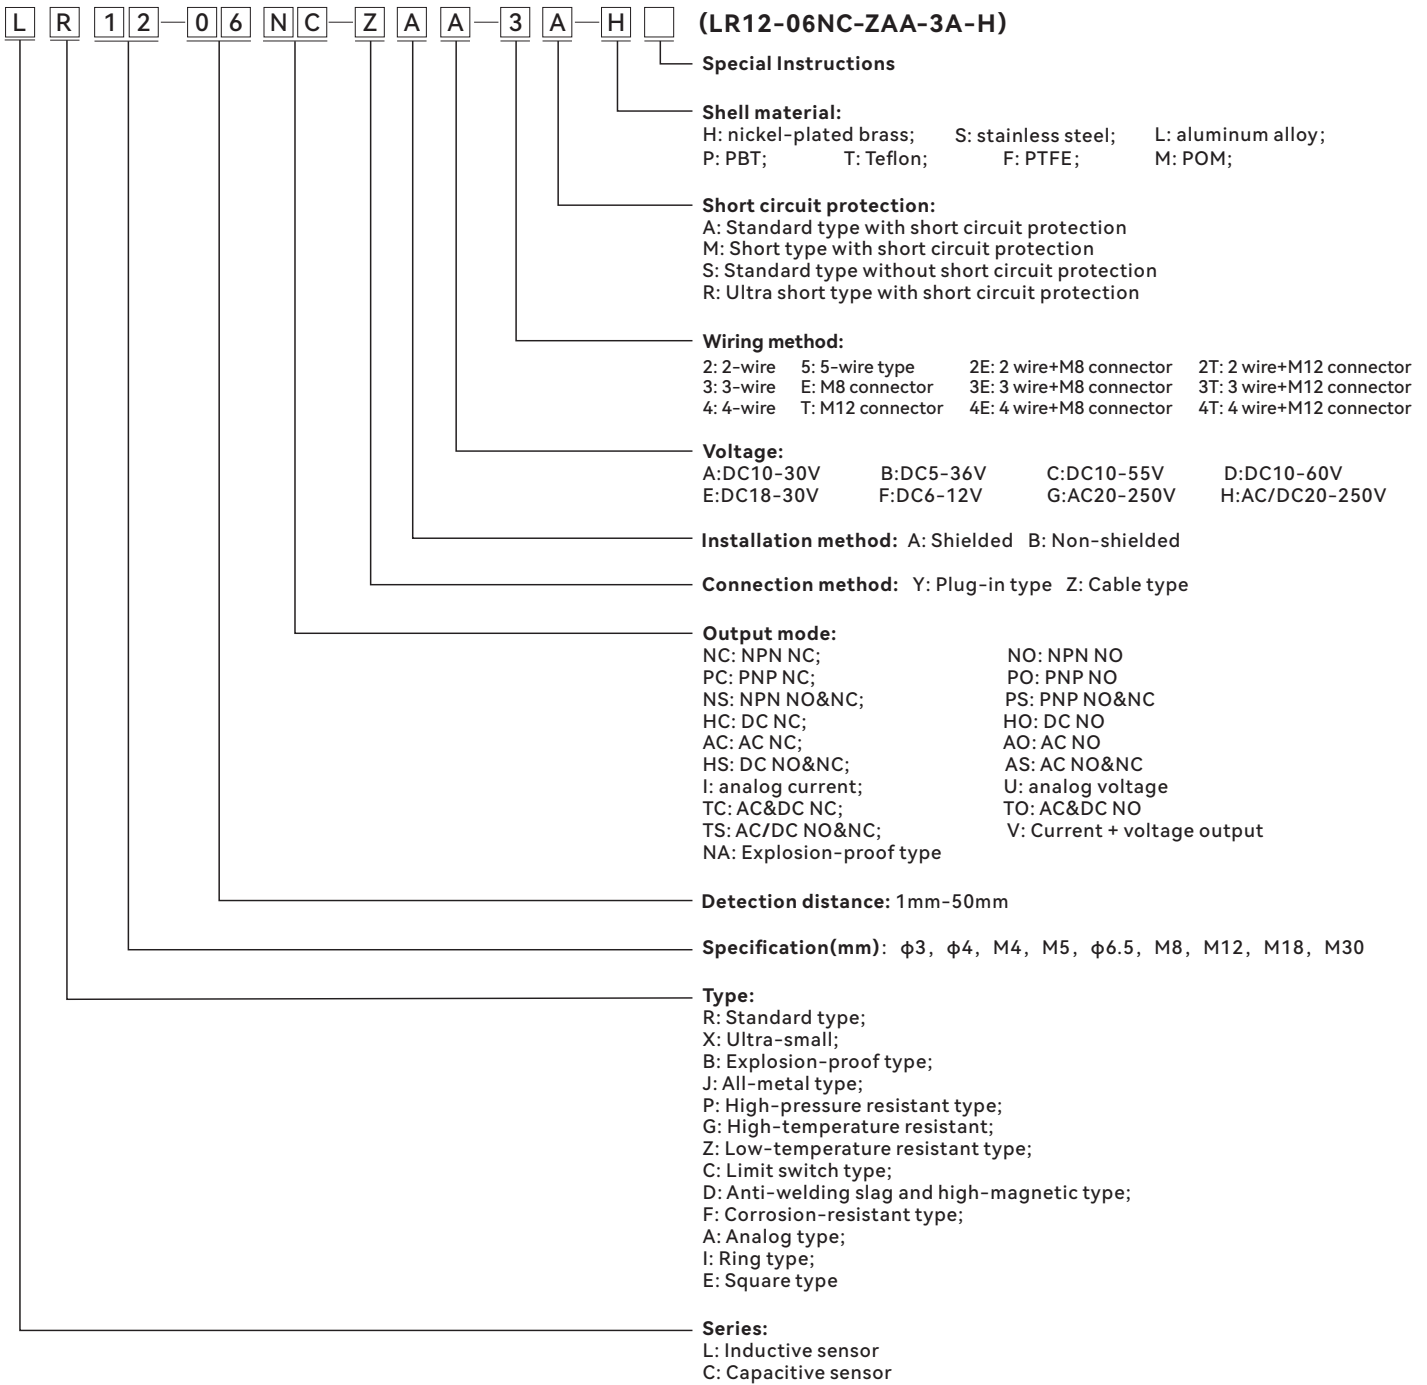 LR12-06NC-ZAA-3A-H (LR12-06NC-ZAA-3A-H)
Special Instructions
Shell material:
H: nickel-plated brass; S: stainless steel; L: aluminum alloy;
P: PBT; T: Teflon; F: PTFE; M: POM;
Short circuit protection:
A: Standard type with short circuit protection
M: Short type with short circuit protection
S: Standard type without short circuit protection
R: Ultra short type with short circuit protection
Wiring method:
2: 2-wire 5: 5-wire type 2E: 2 wire+M8 connector 2T: 2 wire+M12 connector
3: 3-wire E: M8 connector 3E: 3 wire+M8 connector 3T: 3 wire+M12 connector
4: 4-wire T: M12 connector 4E: 4 wire+M8 connector 4T: 4 wire+M12 connector
Voltage:
A:DC10-30V B:DC5-36V C:DC10-55V D:DC10-60V
E:DC18-30V F:DC6-12V G:AC20-250V H:AC/DC20-250V
Installation method: A: Shielded B: Non-shielded
Connection method: Y: Plug-in type Z: Cable type
Output mode:
NC: NPN NC; NO: NPN NO
PC: PNP NC; PO: PNP NO
NS: NPN NO&NC; PS: PNP NO&NC
HC: DC NC; HO: DC NO
AC: AC NC; AO: AC NO
HS: DC NO&NC; AS: AC NO&NC
I: analog current; U: analog voltage
TC: AC&DC NC; TO: AC&DC NO
TS: AC/DC NO&NC; V: Current + voltage output
NA: Explosion-proof type
Detection distance: 1mm-50mm
Specification(mm): φ3, φ4, M4, M5, φ6.5, M8, M12, M18, M30
Type:
R: Standard type;
X: Ultra-small;
B: Explosion-proof type;
J: All-metal type;
P: High-pressure resistant type;
G: High-temperature resistant;
Z: Low-temperature resistant type;
C: Limit switch type;
D: Anti-welding slag and high-magnetic type;
F: Corrosion-resistant type;
A: Analog type;
I: Ring type;
E: Square type
Series:
L: Inductive sensor
C: Capacitive sensor